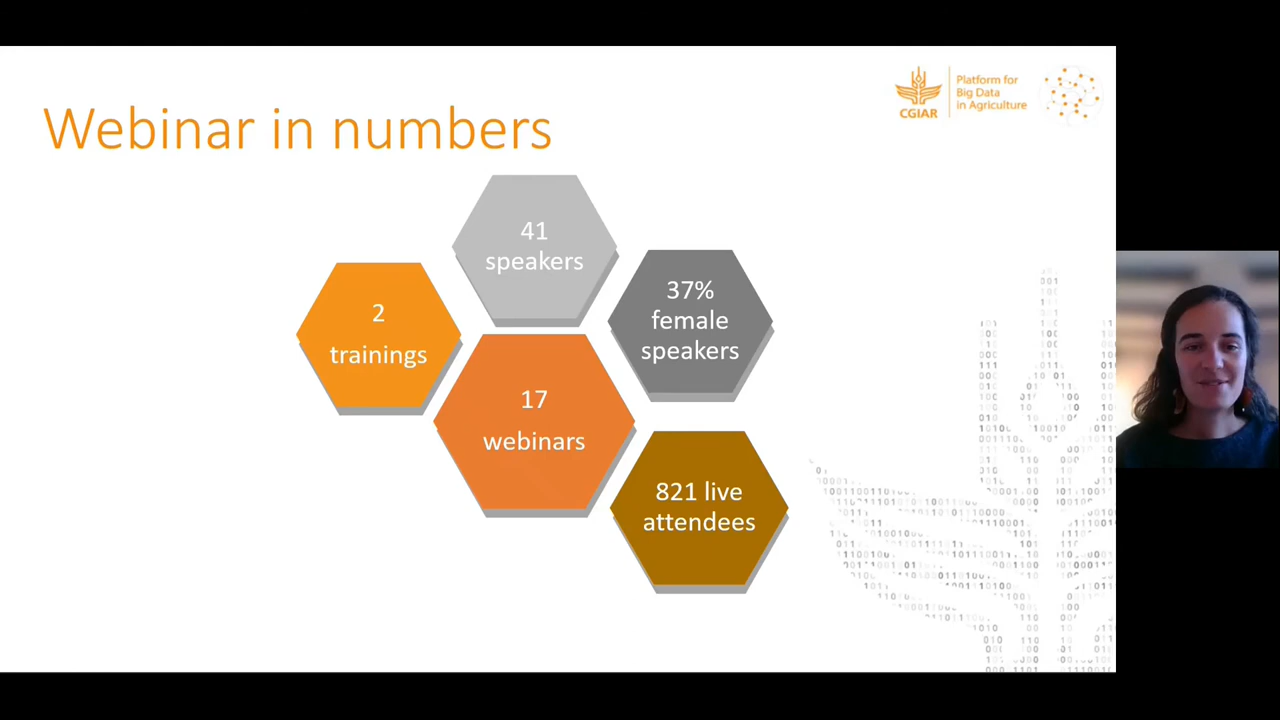 Webinar in numbers
CGIAR
Platform for
Big Data
in Agriculture
41
speakers
2
trainings
37%
female
speakers
17
webinars
821 live
attendees